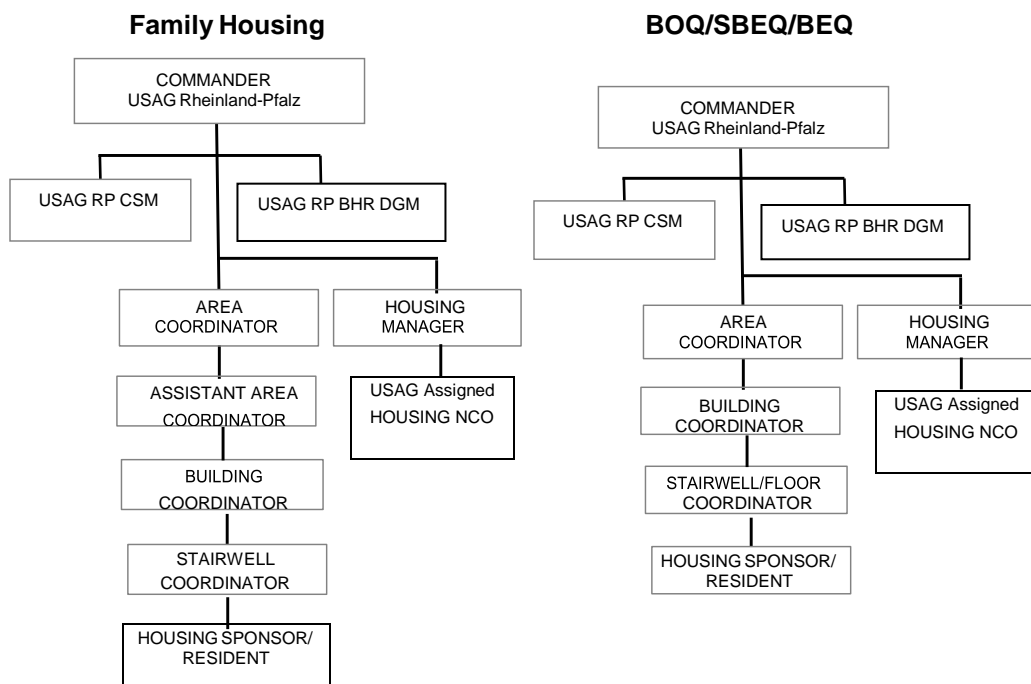 Family Housing
COMMANDER
USAG Rheinland-Pfalz
USAG RP CSM
USAG RP BHR DGM
AREA
COORDINATOR
HOUSING
MANAGER
ASSISTANT AREA
COORDINATOR
USAG Assigned
HOUSING NCO
BUILDING
COORDINATOR
STAIRWELL
COORDINATOR
HOUSING SPONSOR/
RESIDENT
BOQ/SBEQ/BEQ
COMMANDER
USAG Rheinland-Pfalz
USAG RP CSM
USAG RP BHR DGM
AREA
COORDINATOR
HOUSING
MANAGER
BUILDING
COORDINATOR
USAG Assigned
HOUSING NCO
STAIRWELL/FLOOR
COORDINATOR
HOUSING SPONSOR/
RESIDENT